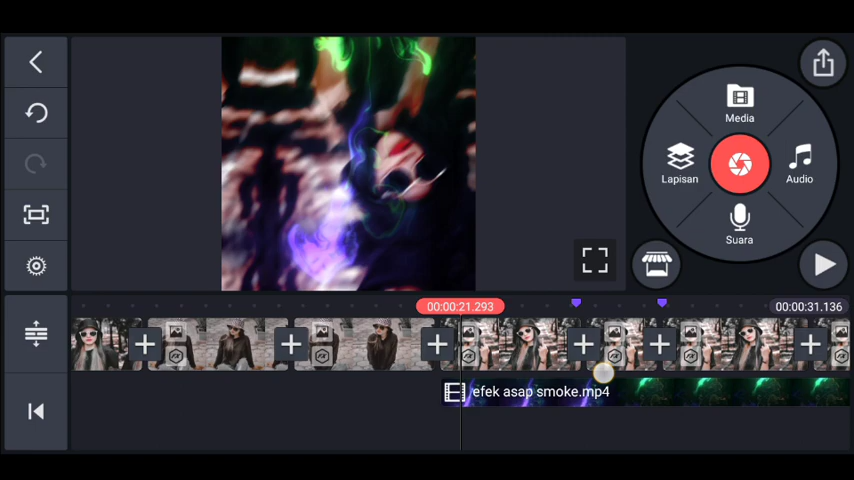 Media
Lapisan
Audio
Suara
00:00:21.293
00:00:31.136
efek asap smoke.mp4